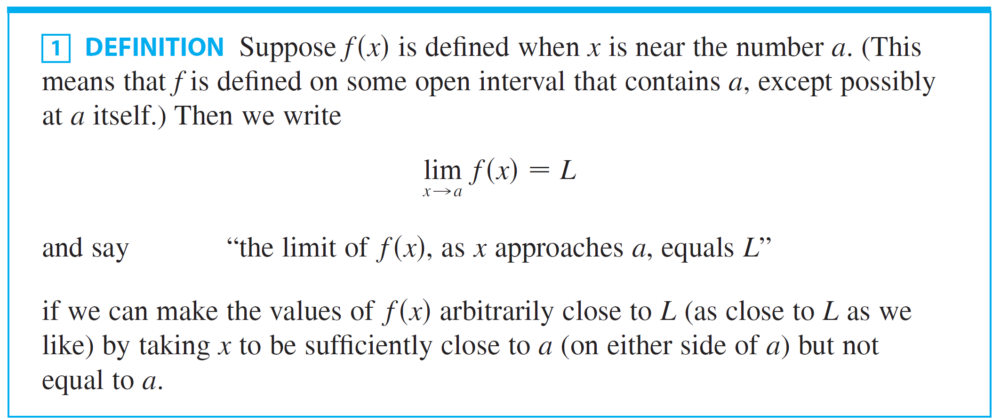 1 DEFINITION Suppose f(x) is defined when x is near the number a. (This
means that f is defined on some open interval that contains a, except possibly
at a itself.) Then we write
lim f(x) = L
x→a
and say “the limit of f(x), as x approaches a, equals L”
if we can make the values of f(x) arbitrarily close to L (as close to L as we
like) by taking x to be sufficiently close to a (on either side of a) but not
equal to a.